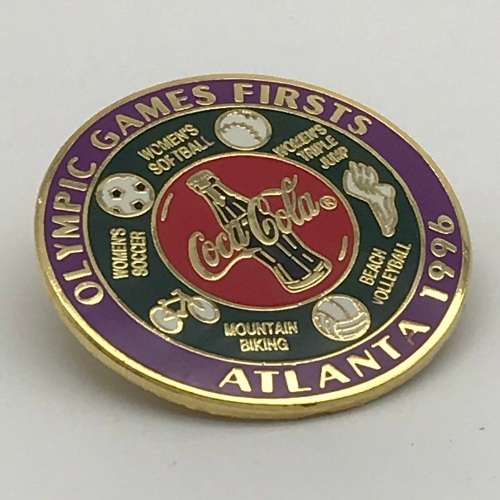 OLYMPIC GAMES FIRSTS
WOMEN'S
SOFTBALL
WOMEN'S
TRIPLE
JUMP
WOMEN'S
SOCCER
Coca-Cola®
BEACH
VOLLEYBALL
MOUNTAIN
BIKING
ATLANTA 1996